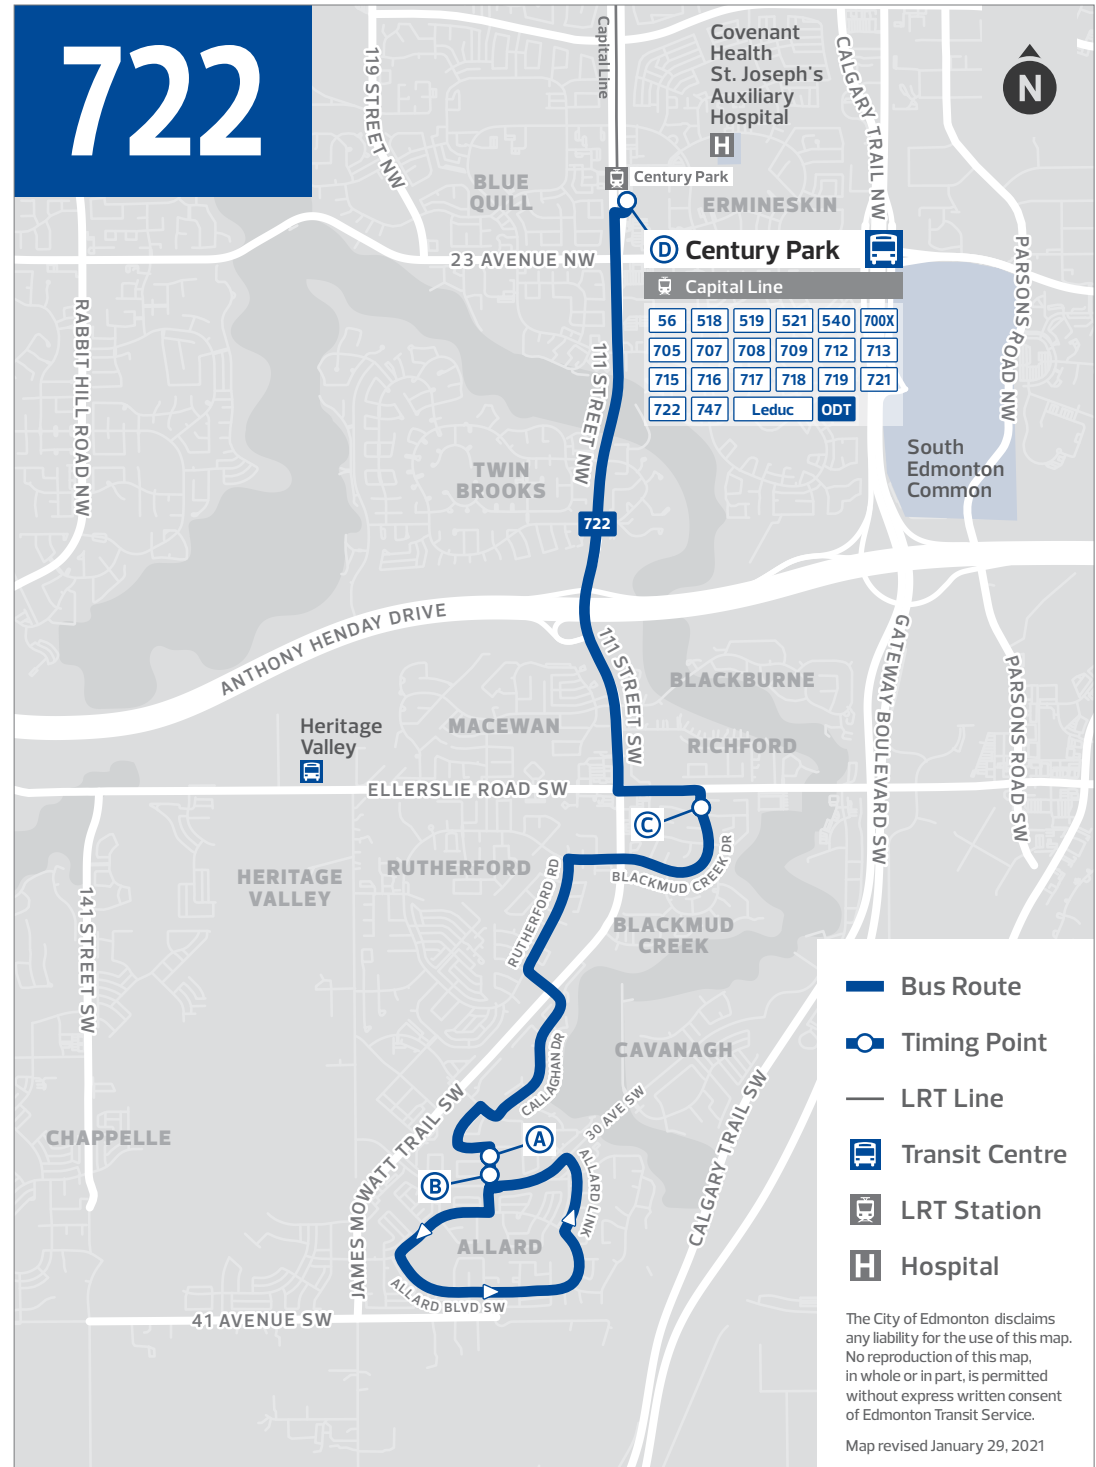 722
119 STREET NW
Capital Line
Covenant
Health
St. Joseph's
Auxiliary
Hospital
H
CALGARY TRAIL NW
N
BLUE
QUILL
Century Park
ERMINESKIN
23 AVENUE NW
D Century Park
Capital Line
56 518 519 521 540 700X
705 707 708 709 712 713
715 716 717 718 719 721
722 747 Leduc ODT
PARSONS ROAD NW
RABBIT HILL ROAD NW
111 STREET NW
South
Edmonton
Common
TWIN
BROOKS
722
ANTHONY HENDAY DRIVE
111 STREET SW
GATEWAY BOULEVARD SW
PARSONS ROAD SW
BLACKBURNE
MACEWAN
RICHFORD
Heritage
Valley
ELLERSLIE ROAD SW
C
RUTHERFORD
HERITAGE
VALLEY
BLACKMUD CREEK DR
RUTHERFORD RD
141 STREET SW
BLACKMUD
CREEK
CAVANAGH
CALLAGHAN DR
30 AVE SW
CHAPPELLE
JAMES MOWATT TRAIL SW
A
B
ALLARD LINK
CALGARY TRAIL SW
ALLARD
ALLARD BLVD SW
41 AVENUE SW
Bus Route
Timing Point
LRT Line
Transit Centre
LRT Station
H Hospital
The City of Edmonton disclaims
any liability for the use of this map.
No reproduction of this map,
in whole or in part, is permitted
without express written consent
of Edmonton Transit Service.
Map revised January 29, 2021